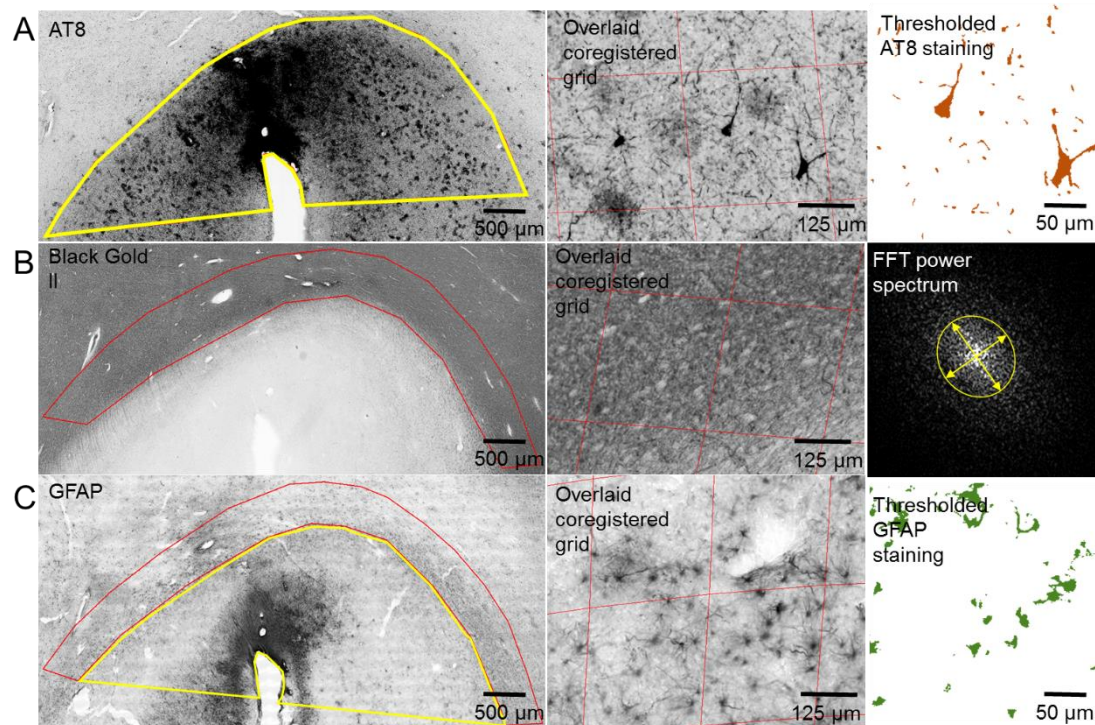 A
AT8
500 µm
Overlaid
coregistered
grid
125 µm
Thresholded
AT8 staining
50 µm
B
Black Gold
II
500 µm
Overlaid
coregistered
grid
125 µm
FFT power
spectrum
C
GFAP
500 µm
Overlaid
coregistered
grid
125 µm
Thresholded
GFAP
staining
50 µm